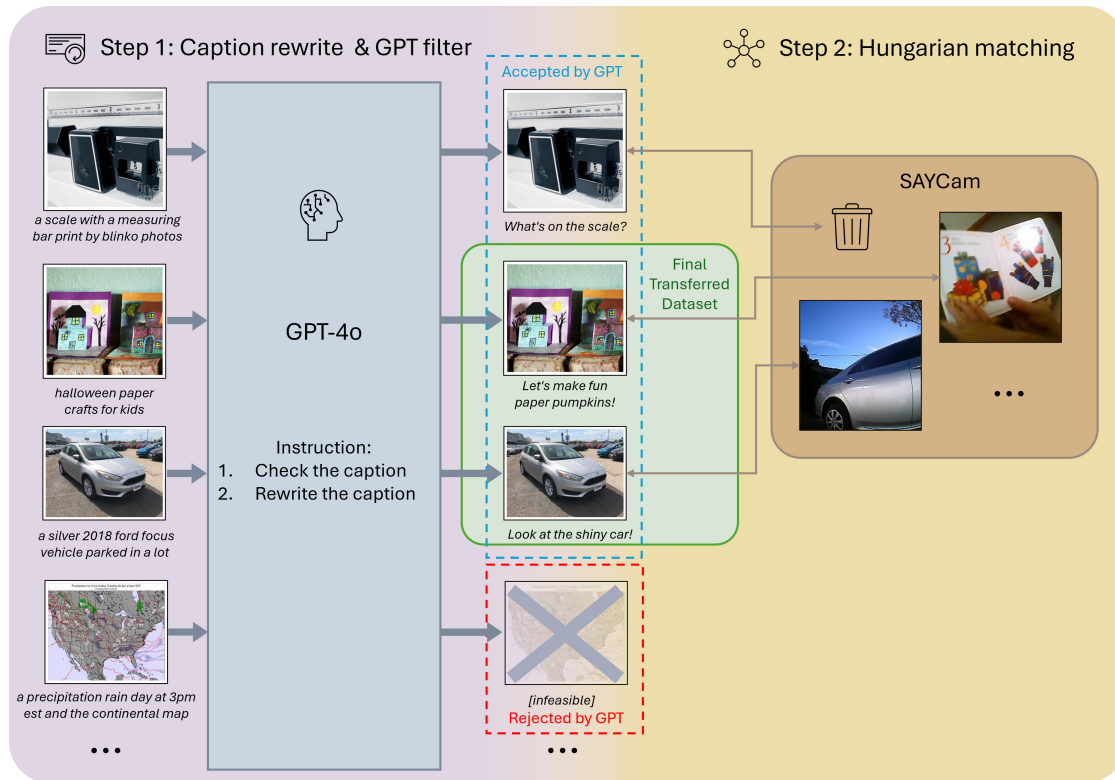 Step 1: Caption rewrite & GPT filter
Step 2: Hungarian matching
Accepted by GPT
a scale with a measuring
bar print by blinko photos
What's on the scale?
SAYCam
3
4
Final
Transferred
Dataset
GPT-4o
halloween paper
crafts for kids
Let's make fun
paper pumpkins!
Instruction:
1. Check the caption
2. Rewrite the caption
a silver 2018 ford focus
vehicle parked in a lot
Look at the shiny car!
a precipitation rain day at 3pm
est and the continental map
[infeasible]
Rejected by GPT